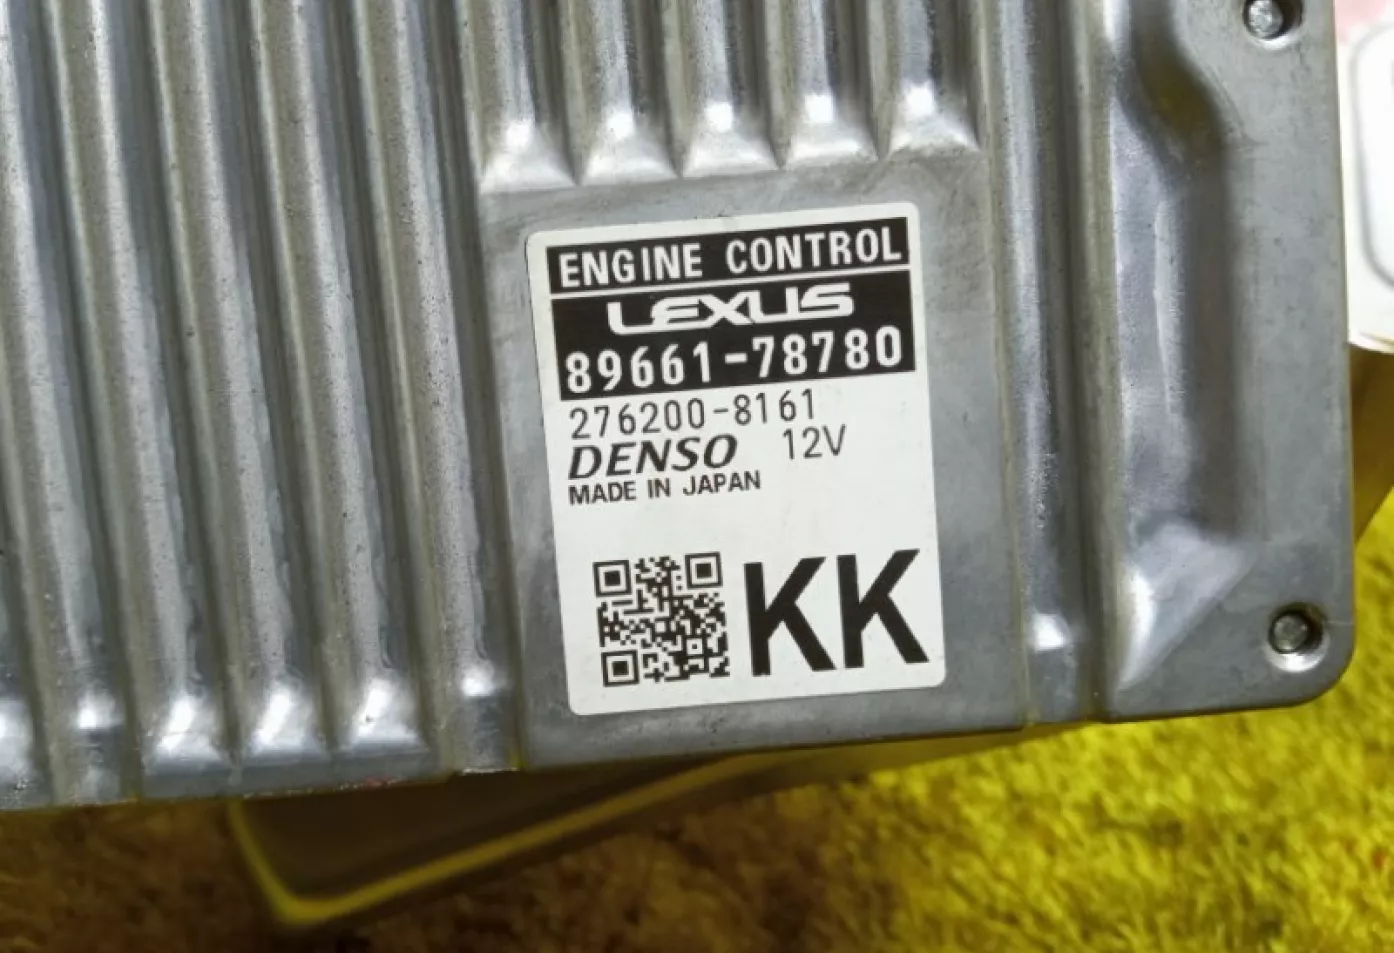 ENGINE CONTROL
LEXUS
89661-78780
276200-8161
DENSO 12V
MADE IN JAPAN
KK